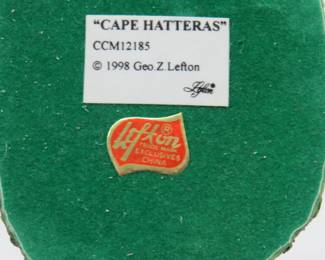 "CAPE HATTERAS"
CCM12185
© 1998 Geo.Z.Lefton
Lefton
Lefton ®
TRADE MARK
EXCLUSIVES
CHINA